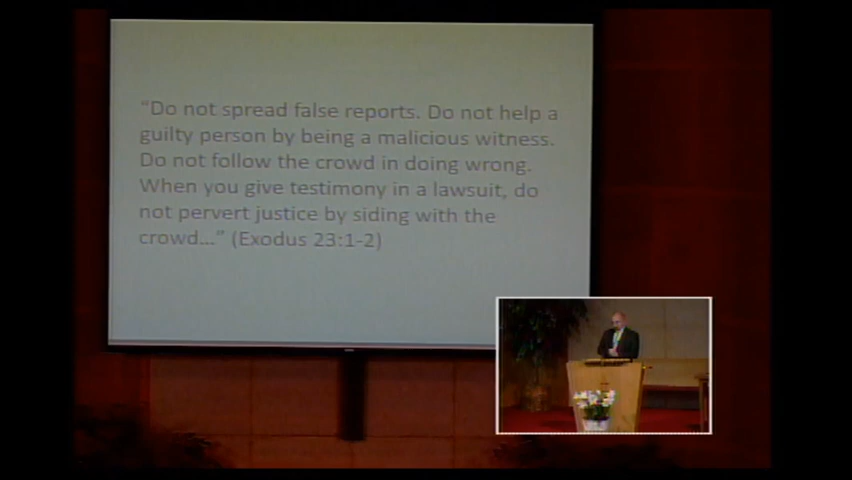 “Do not spread false reports. Do not help a
guilty person by being a malicious witness.
Do not follow the crowd in doing wrong.
When you give testimony in a lawsuit, do
not pervert justice by siding with the
crowd…” (Exodus 23:1-2)